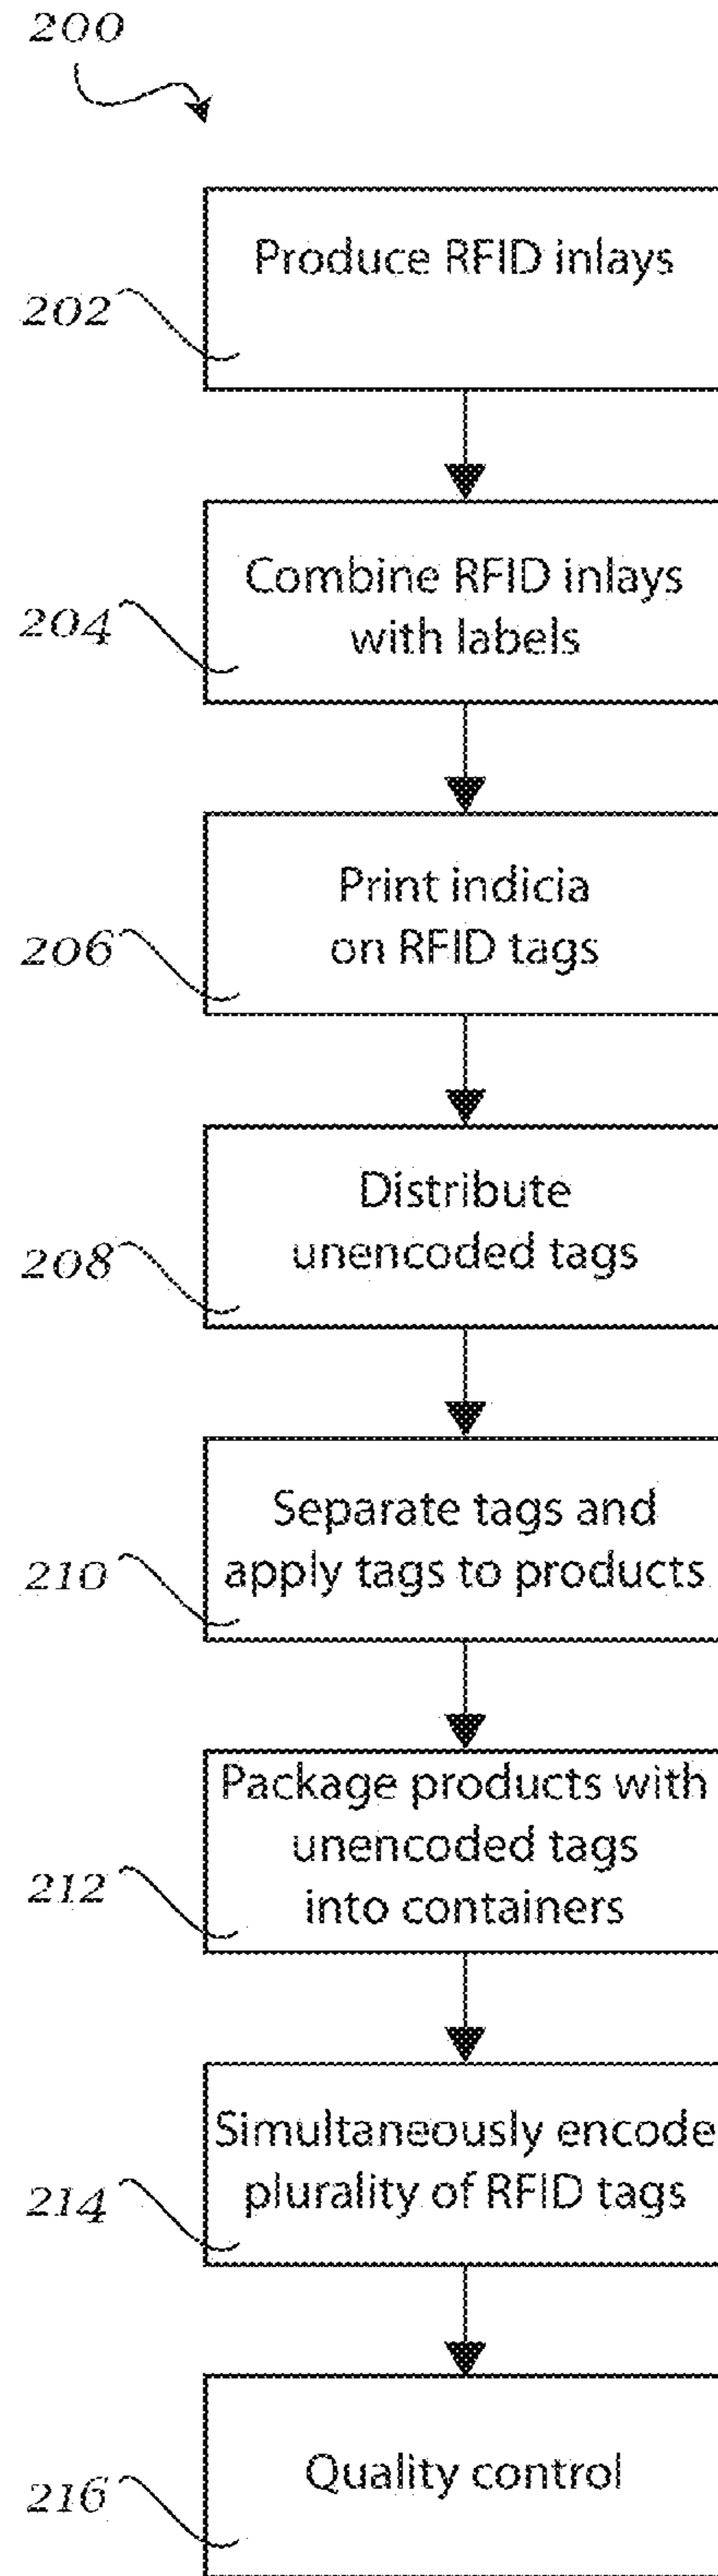 200
Produce RFID inlays
202
Combine RFID inlays
with labels
204
Print indicia
on RFID tags
206
Distribute
unencoded tags
208
Separate tags and
apply tags to products
210
Package products with
unencoded tags
into containers
212
Simultaneously encode
plurality of RFID tags
214
Quality control
216